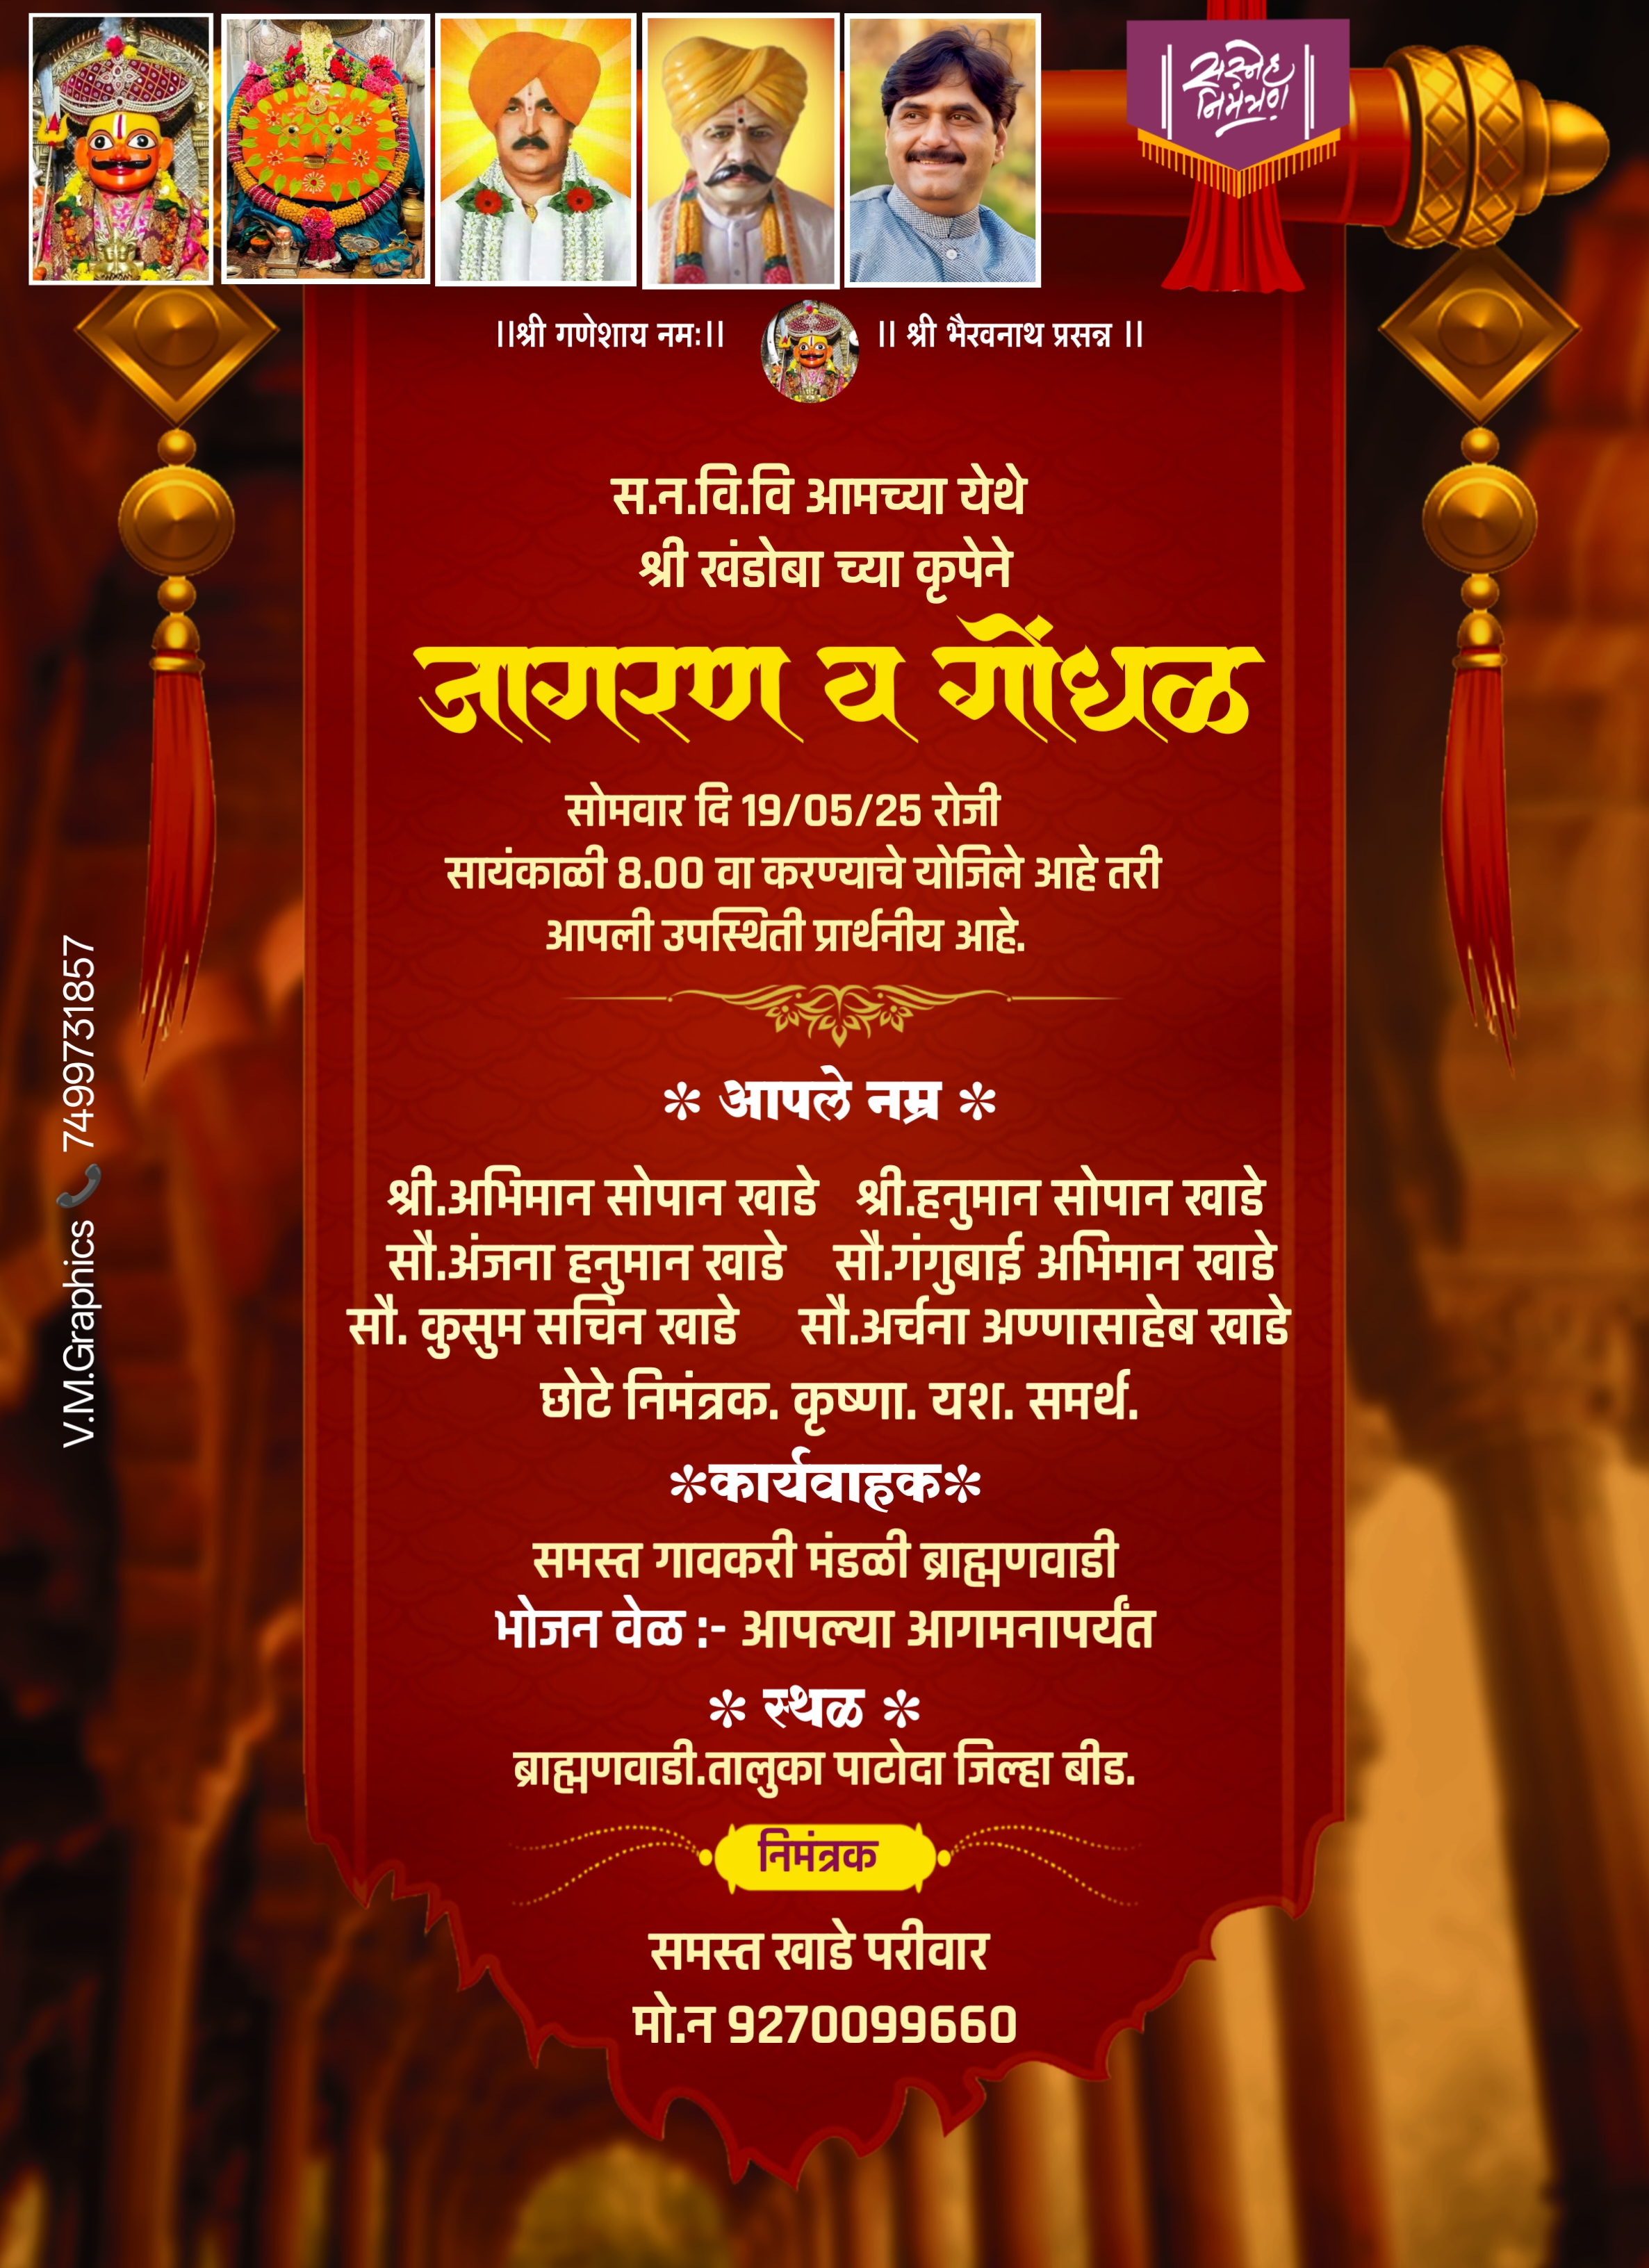 सस्नेह
निमंत्रण
||श्री गणेशाय नमः|| || श्री भैरवनाथ प्रसन्न ||
स.न.वि.वि आमच्या येथे
श्री खंडोबा च्या कृपेने
जागरण व गोंधळ
सोमवार दि 19/05/25 रोजी
सायंकाळी 8.00 वा करण्याचे योजिले आहे तरी
आपली उपस्थिती प्रार्थनीय आहे.
* आपले नम्र *
श्री.अभिमान सोपान खाडे श्री.हनुमान सोपान खाडे
सौ.अंजना हनुमान खाडे सौ.गंगुबाई अभिमान खाडे
सौ. कुसुम सचिन खाडे सौ.अर्चना अण्णासाहेब खाडे
छोटे निमंत्रक. कृष्णा. यश. समर्थ.
*कार्यवाहक*
समस्त गावकरी मंडळी ब्राह्मणवाडी
भोजन वेळ :- आपल्या आगमनापर्यंत
* स्थळ *
ब्राह्मणवाडी.तालुका पाटोदा जिल्हा बीड.
निमंत्रक
समस्त खाडे परीवार
मो.न 9270099660
V.M.Graphics 📞 7499731857